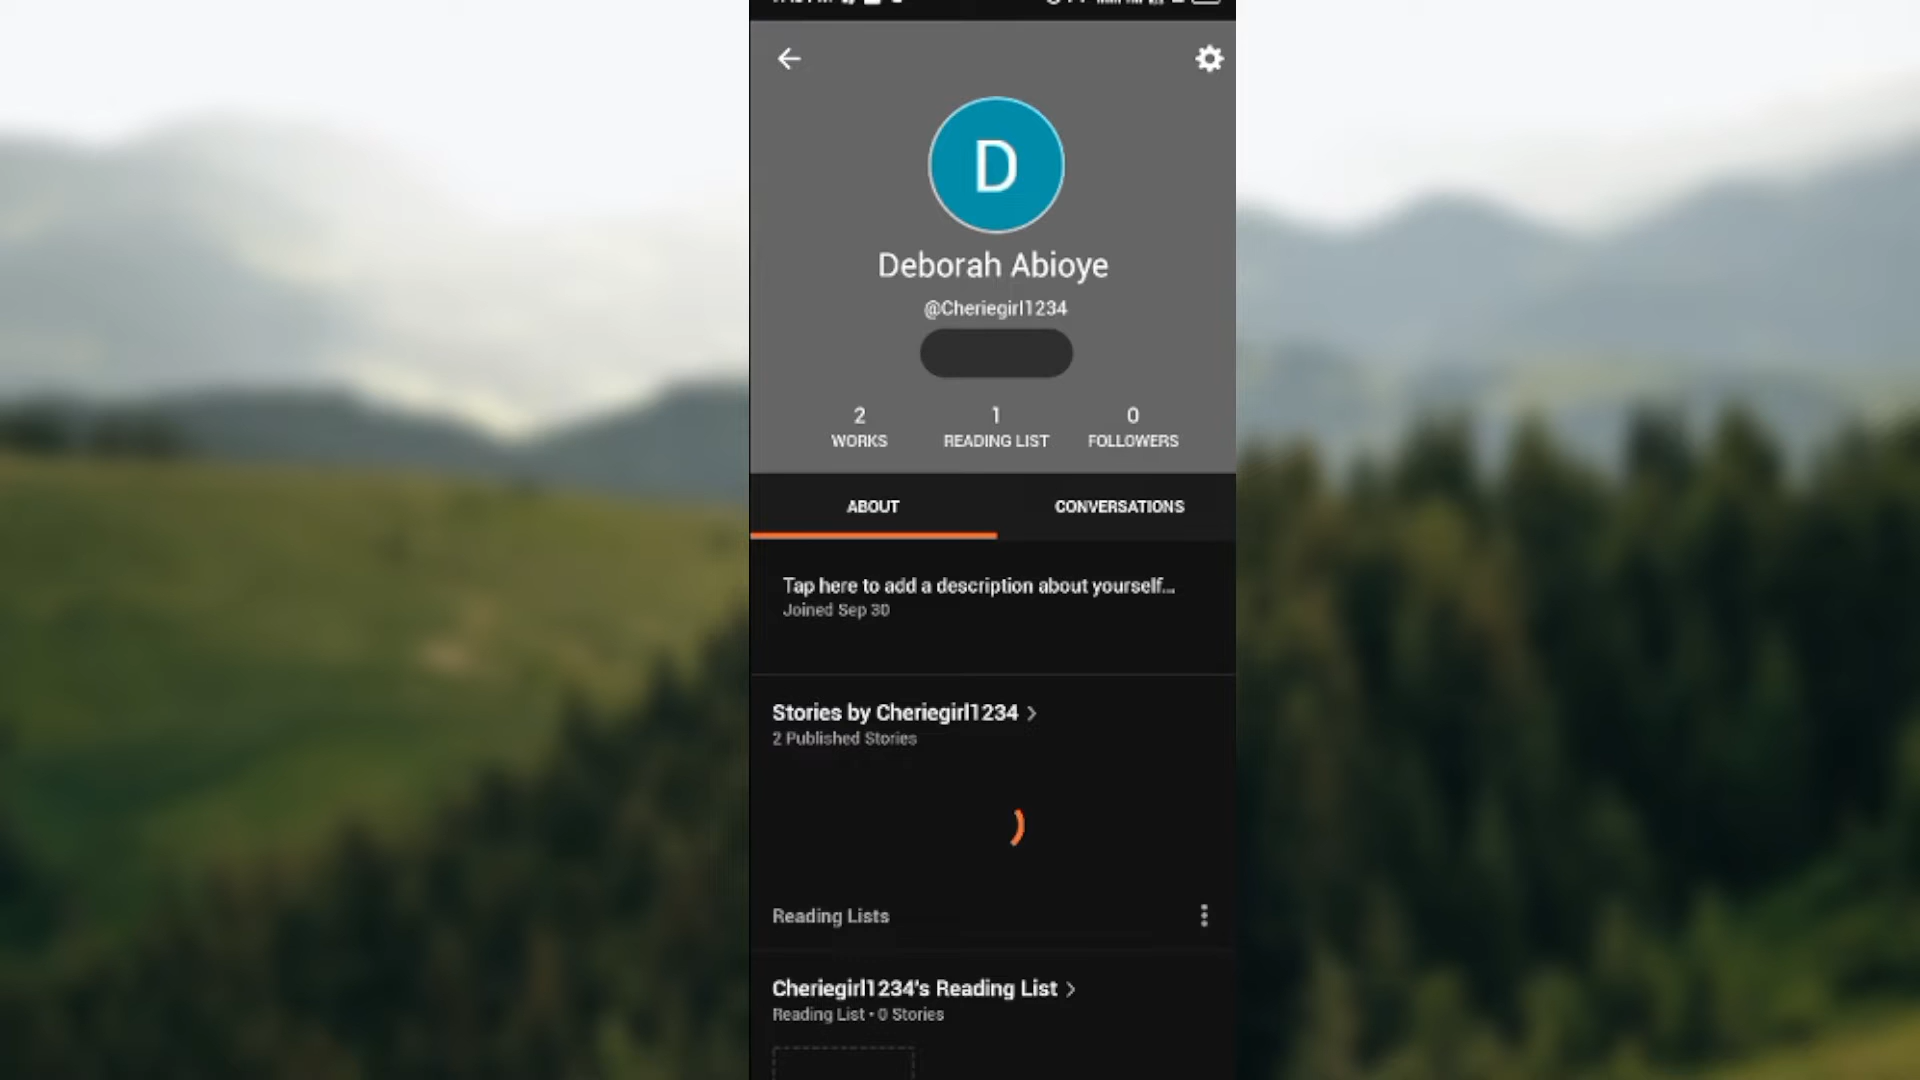 D
Deborah Abioye
@Cheriegirl1234
2 1 0
WORKS READING LIST FOLLOWERS
ABOUT CONVERSATIONS
Tap here to add a description about yourself...
Joined Sep 30
Stories by Cheriegirl1234
2 Published Stories
Reading Lists
Cheriegirl1234's Reading List
Reading List • 0 Stories